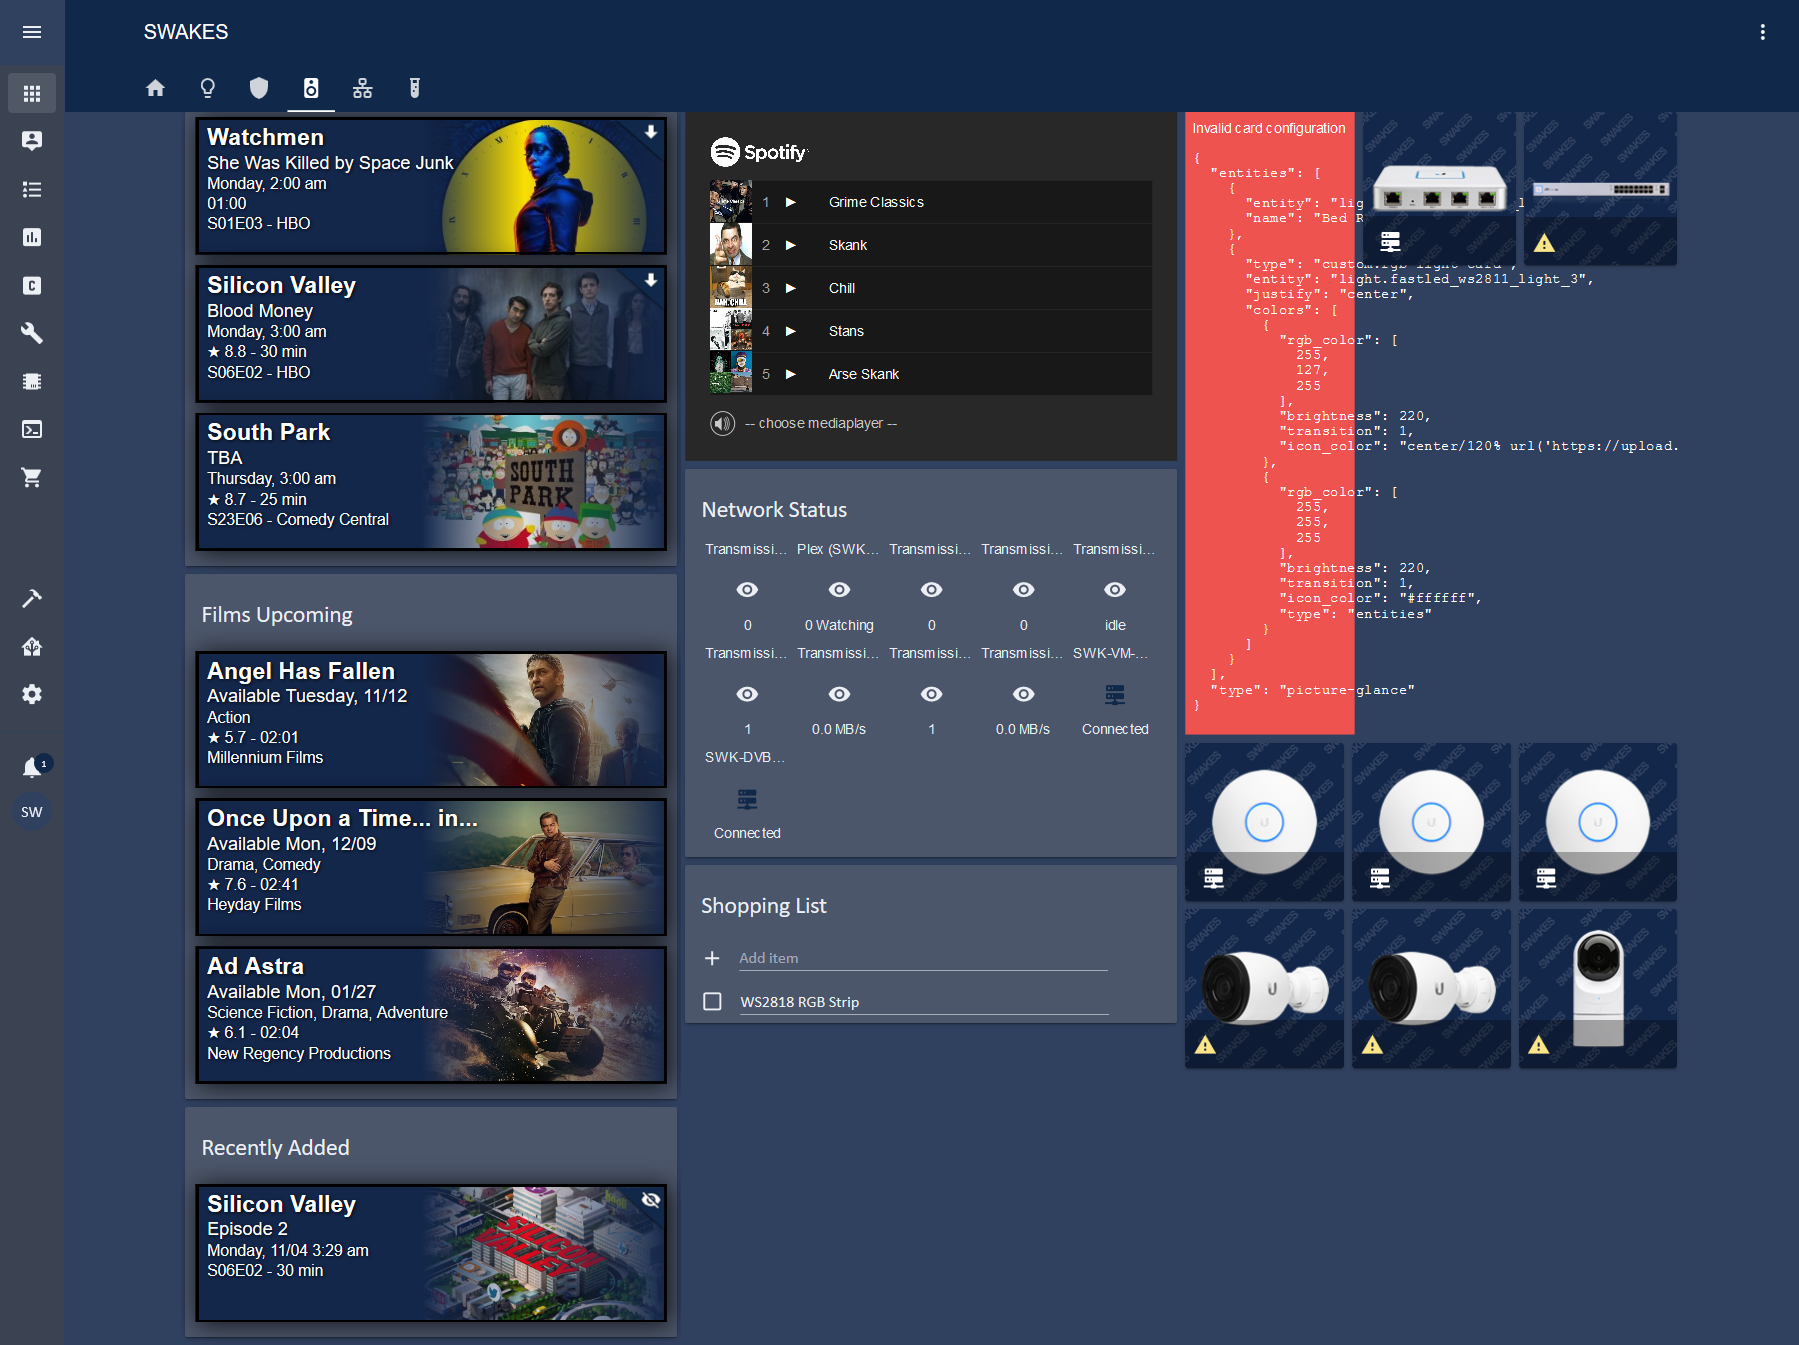 SWAKES
Watchmen
She Was Killed by Space Junk
Monday, 2:00 am
01:00
S01E03 - HBO
Silicon Valley
Blood Money
Monday, 3:00 am
★ 8.8 - 30 min
S06E02 - HBO
South Park
TBA
Thursday, 3:00 am
★ 8.7 - 25 min
S23E06 - Comedy Central
SOUTH
PARK
Films Upcoming
Angel Has Fallen
Available Tuesday, 11/12
Action
★ 5.7 - 02:01
Millennium Films
Once Upon a Time... in...
Available Mon, 12/09
Drama, Comedy
★ 7.6 - 02:41
Heyday Films
Ad Astra
Available Mon, 01/27
Science Fiction, Drama, Adventure
★ 6.1 - 02:04
New Regency Productions
Recently Added
Silicon Valley
Episode 2
Monday, 11/04 3:29 am
S06E02 - 30 min
SILICON
VALLEY
1
SW
Spotify
1 Grime Classics
2 Skank
3 Chill
4 Stans
5 Arse Skank
-- choose mediaplayer --
Network Status
Transmissi... Plex (SWK... Transmissi... Transmissi... Transmissi...
0 0 Watching 0 0 idle
Transmissi... Transmissi... Transmissi... Transmissi... SWK-VM-...
1 0.0 MB/s 1 0.0 MB/s Connected
SWK-DVB...
Connected
Shopping List
Add item
WS2818 RGB Strip
Invalid card configuration
{
"entities": [
{
"entity": "lig
"name": "Bed R
},
{
"type": "custom:rgb-light-card",
"entity": "light.fastled_ws2811_light_3",
"justify": "center",
"colors": [
{
"rgb_color": [
255,
127,
255
],
"brightness": 220,
"transition": 1,
"icon_color": "center/120% url('https://upload.
},
{
"rgb_color": [
255,
255,
255
],
"brightness": 220,
"transition": 1,
"icon_color": "#ffffff",
"type": "entities"
}
]
}
],
"type": "picture-glance"
}